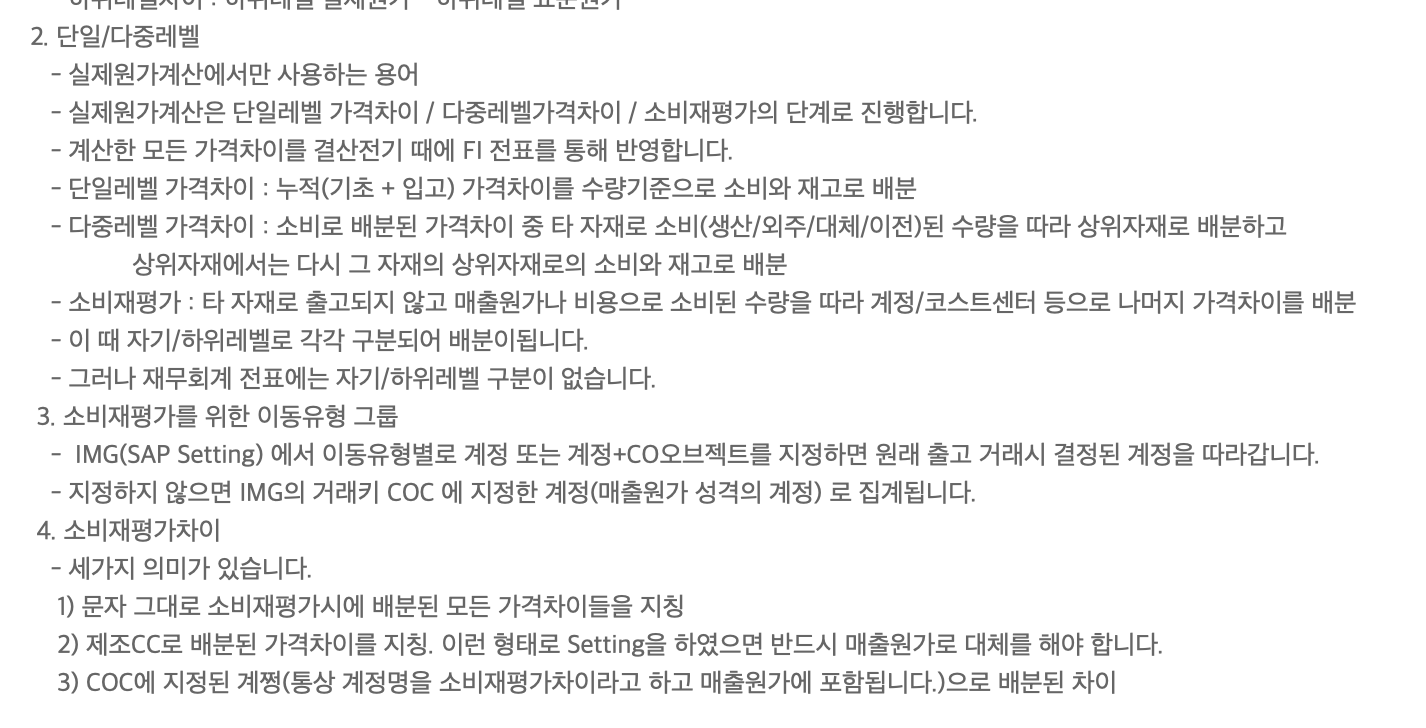 2. 단일/다중레벨
- 실제원가계산에서만 사용하는 용어
- 실제원가계산은 단일레벨 가격차이 / 다중레벨가격차이 / 소비재평가의 단계로 진행합니다.
- 계산한 모든 가격차이를 결산전기 때에 FI 전표를 통해 반영합니다.
- 단일레벨 가격차이 : 누적(기초 + 입고) 가격차이를 수량기준으로 소비와 재고로 배분
- 다중레벨 가격차이 : 소비로 배분된 가격차이 중 타 자재로 소비(생산/외주/대체/이전)된 수량을 따라 상위자재로 배분하고
상위자재에서는 다시 그 자재의 상위자재로의 소비와 재고로 배분
- 소비재평가 : 타 자재로 출고되지 않고 매출원가나 비용으로 소비된 수량을 따라 계정/코스트센터 등으로 나머지 가격차이를 배분
- 이 때 자기/하위레벨로 각각 구분되어 배분이됩니다.
- 그러나 재무회계 전표에는 자기/하위레벨 구분이 없습니다.
3. 소비재평가를 위한 이동유형 그룹
- IMG(SAP Setting) 에서 이동유형별로 계정 또는 계정+CO오브젝트를 지정하면 원래 출고 거래시 결정된 계정을 따라갑니다.
- 지정하지 않으면 IMG의 거래키 COC 에 지정한 계정(매출원가 성격의 계정) 로 집계됩니다.
4. 소비재평가차이
- 세가지 의미가 있습니다.
1) 문자 그대로 소비재평가시에 배분된 모든 가격차이들을 지칭
2) 제조CC로 배분된 가격차이를 지칭. 이런 형태로 Setting을 하였으면 반드시 매출원가로 대체를 해야 합니다.
3) COC에 지정된 계쩡(통상 계정명을 소비재평가차이라고 하고 매출원가에 포함됩니다.)으로 배분된 차이